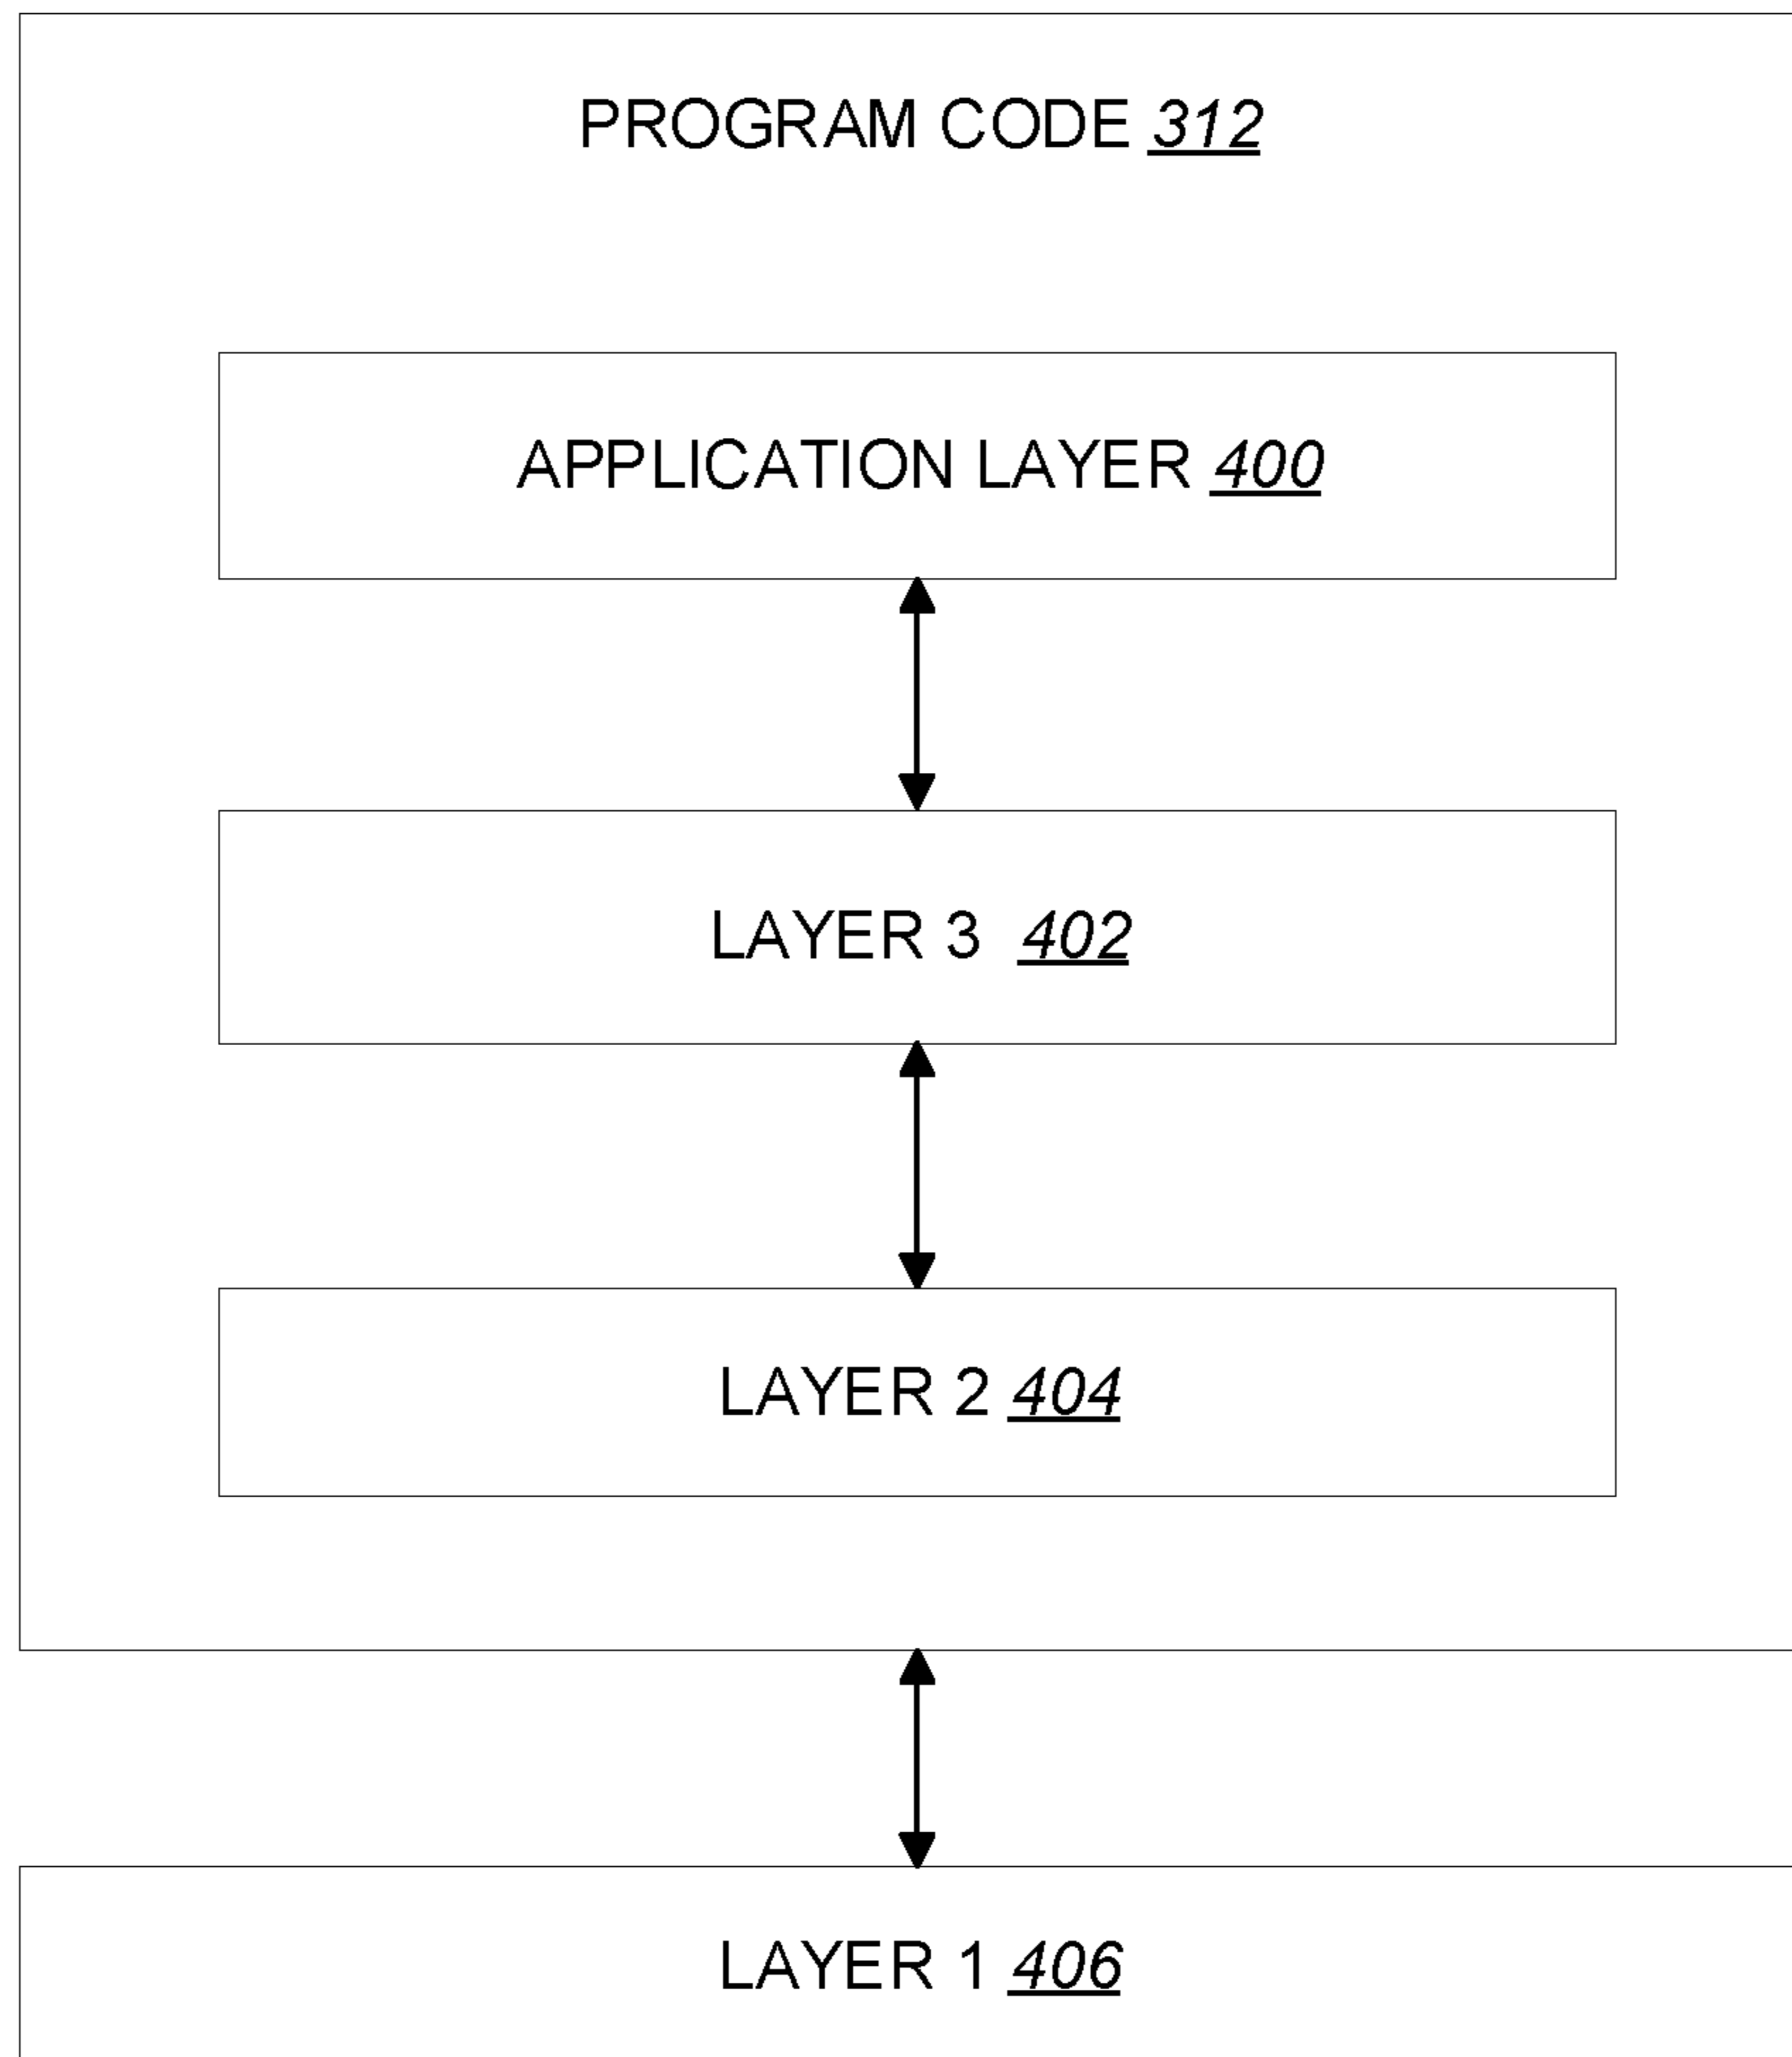 PROGRAM CODE 312
APPLICATION LAYER 400
LAYER 3 402
LAYER 2 404
LAYER 1 406